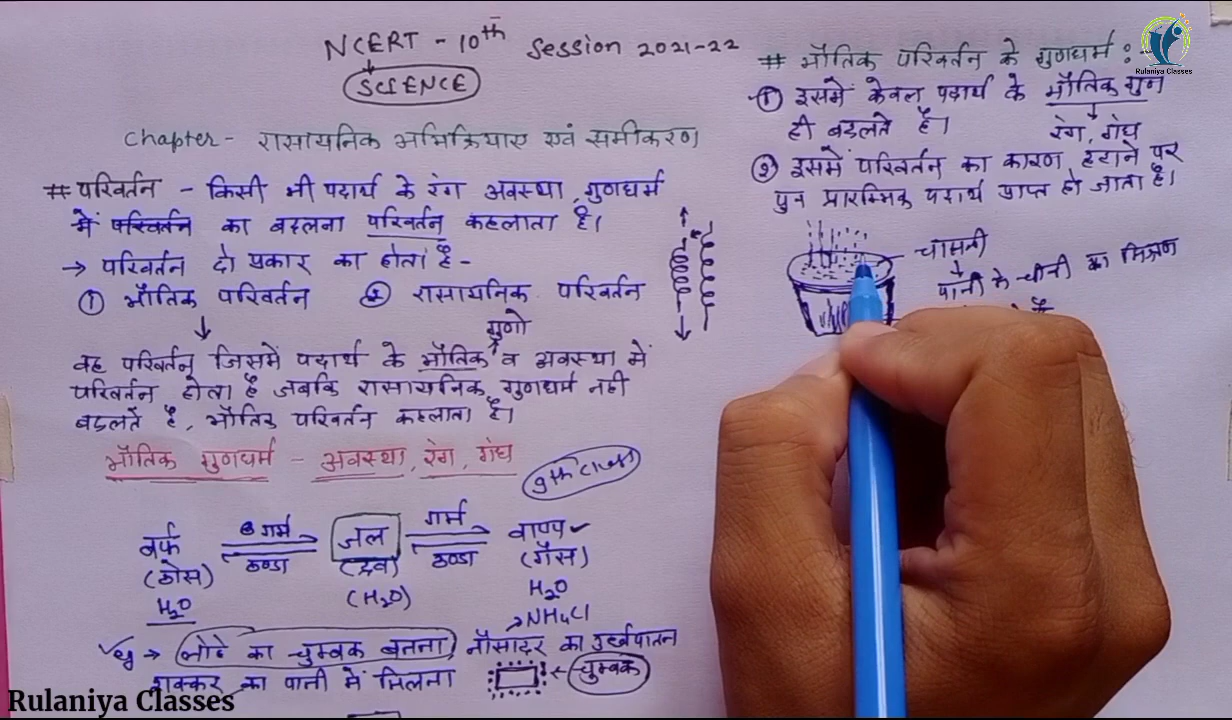 NCERT - 10th Session 2021-22
SCIENCE
Chapter - रासायनिक अभिक्रियाए एवं समीकरण
# परिवर्तन - किसी भी पदार्थ के रंग अवस्था, गुणधर्म
में परिवर्तन का बदलना परिवर्तन कहलाता है।
→ परिवर्तन दो प्रकार का होता है -
① भौतिक परिवर्तन ② रासायनिक परिवर्तन
गुणो
वह परिवर्तन जिसमें पदार्थ के भौतिक व अवस्था में
परिवर्तन होता है जबकि रासायनिक गुणधर्म नही
बदलते है, भौतिक परिवर्तन कहलाता है।
भौतिक गुणधर्म - अवस्था, रंग, गंध
9th Class
बर्फ गर्म जल गर्म वाष्प
(ठोस) ठण्डा (द्रव) ठण्डा (गैस)
H₂O (H₂O) H₂O
→NH₄Cl
→ लोहे का चुम्बक बनना नौसादर का उर्ध्वपातन
शक्कर का पानी में मिलना ← चुम्बक
# भौतिक परिवर्तन के गुणधर्म :-
① इसमें केवल पदार्थ के भौतिक गुन
ही बदलते है।
रंग, गंध
② इसमें परिवर्तन का कारण हटाने पर
पुन प्रारम्भिक पदार्थ प्राप्त हो जाता है।
चासनी
पानी मे चीनी का मिश्रण
है
Rulaniya Classes
Rulaniya Classes